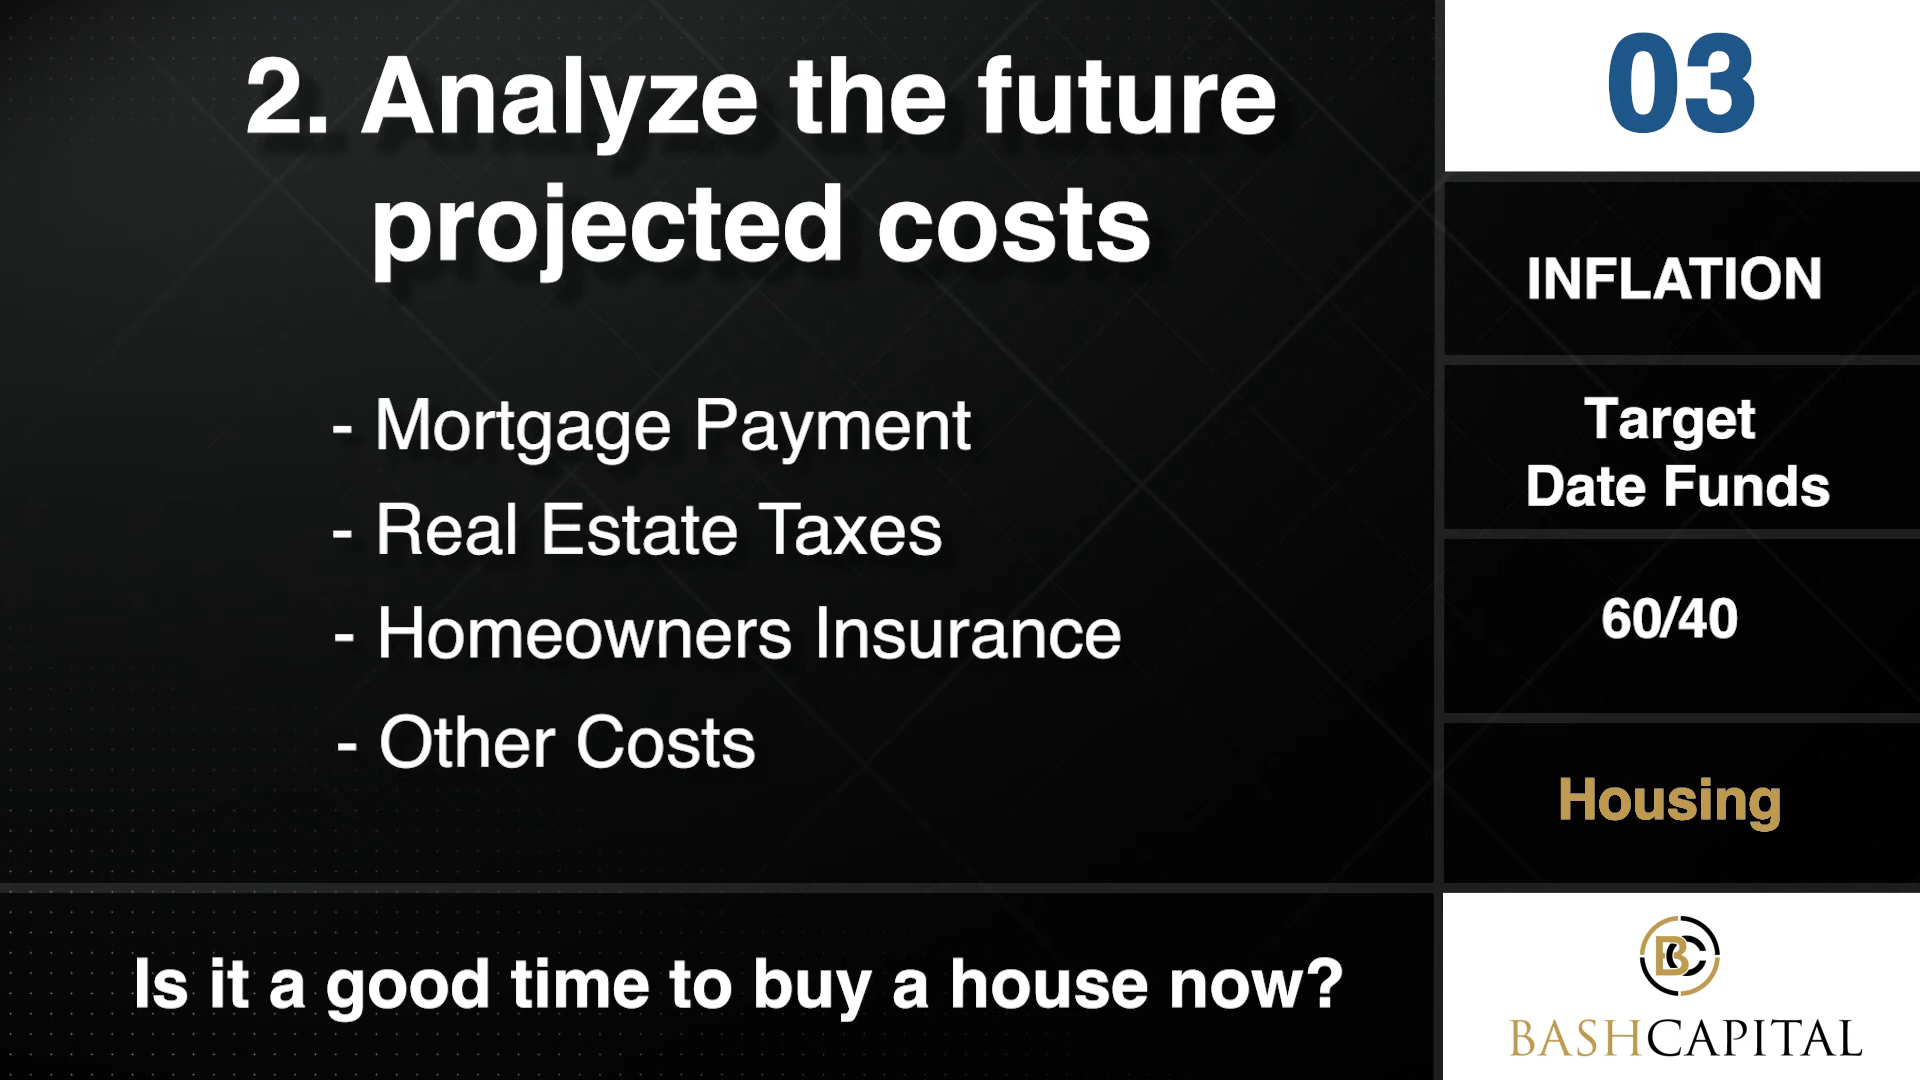 2. Analyze the future
projected costs
- Mortgage Payment
- Real Estate Taxes
- Homeowners Insurance
- Other Costs
Is it a good time to buy a house now?
03
INFLATION
Target
Date Funds
60/40
Housing
BC
BASHCAPITAL